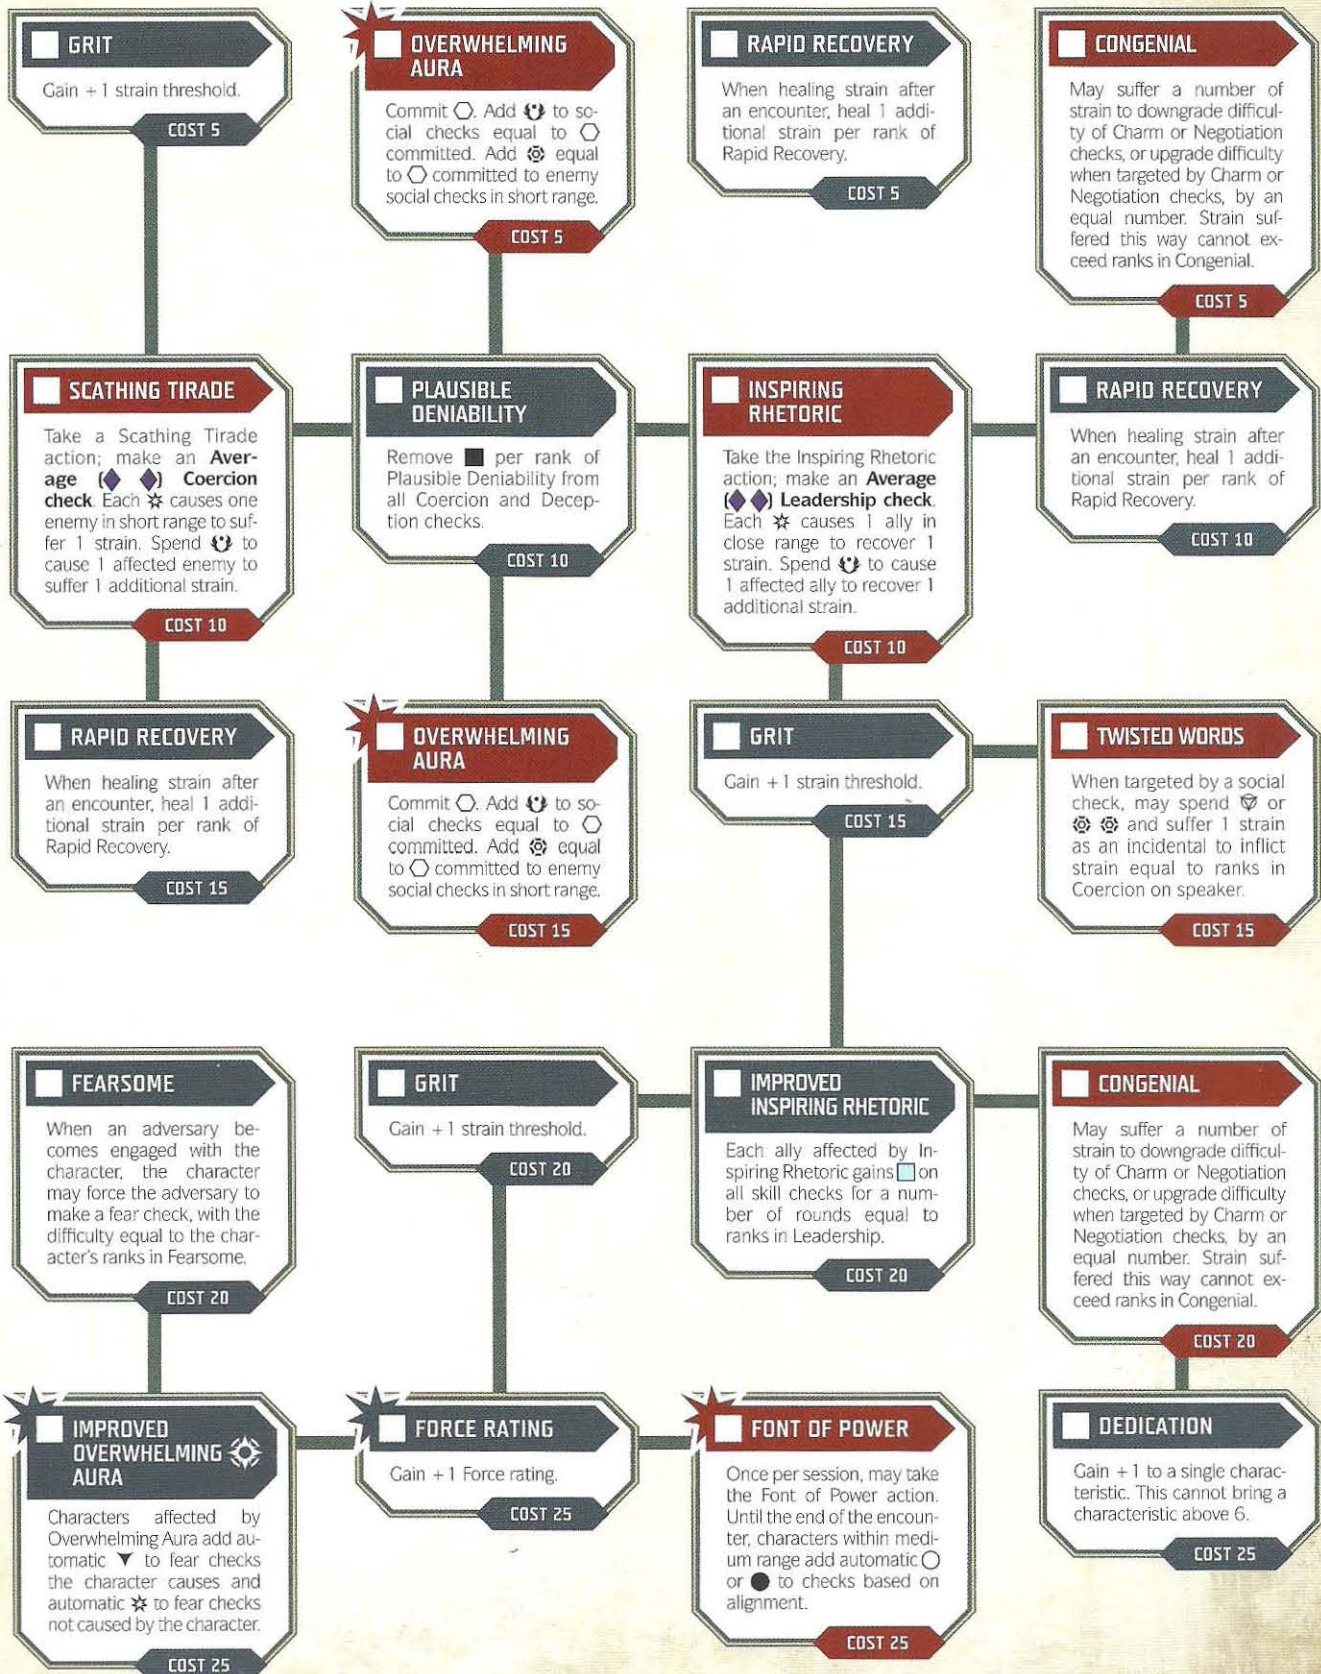 GRIT
Gain +1 strain threshold.
COST 5
OVERWHELMING
AURA
Commit ⬡. Add to so-
cial checks equal to ⬡
committed. Add equal
to ⬡ committed to enemy
social checks in short range.
COST 5
RAPID RECOVERY
When healing strain after
an encounter, heal 1 addi-
tional strain per rank of
Rapid Recovery.
COST 5
CONGENIAL
May suffer a number of
strain to downgrade difficul-
ty of Charm or Negotiation
checks, or upgrade difficulty
when targeted by Charm or
Negotiation checks, by an
equal number. Strain suf-
fered this way cannot ex-
ceed ranks in Congenial.
COST 5
SCATHING TIRADE
Take a Scathing Tirade
action; make an Aver-
age (◆ ◆) Coercion
check. Each causes one
enemy in short range to suf-
fer 1 strain. Spend to
cause 1 affected enemy to
suffer 1 additional strain.
COST 10
PLAUSIBLE
DENIABILITY
Remove ■ per rank of
Plausible Deniability from
all Coercion and Decep-
tion checks.
COST 10
INSPIRING
RHETORIC
Take the Inspiring Rhetoric
action; make an Average
(◆◆) Leadership check.
Each causes 1 ally in
close range to recover 1
strain. Spend to cause
1 affected ally to recover 1
additional strain.
COST 10
RAPID RECOVERY
When healing strain after
an encounter, heal 1 addi-
tional strain per rank of
Rapid Recovery.
COST 10
RAPID RECOVERY
When healing strain after
an encounter, heal 1 addi-
tional strain per rank of
Rapid Recovery.
COST 15
OVERWHELMING
AURA
Commit ⬡. Add to so-
cial checks equal to ⬡
committed. Add equal
to ⬡ committed to enemy
social checks in short range.
COST 15
GRIT
Gain +1 strain threshold.
COST 15
TWISTED WORDS
When targeted by a social
check, may spend or
and suffer 1 strain
as an incidental to inflict
strain equal to ranks in
Coercion on speaker.
COST 15
FEARSOME
When an adversary be-
comes engaged with the
character, the character
may force the adversary to
make a fear check, with the
difficulty equal to the char-
acter's ranks in Fearsome.
COST 20
GRIT
Gain +1 strain threshold.
COST 20
IMPROVED
INSPIRING RHETORIC
Each ally affected by In-
spiring Rhetoric gains on
all skill checks for a num-
ber of rounds equal to
ranks in Leadership.
COST 20
CONGENIAL
May suffer a number of
strain to downgrade difficul-
ty of Charm or Negotiation
checks, or upgrade difficulty
when targeted by Charm or
Negotiation checks, by an
equal number. Strain suf-
fered this way cannot ex-
ceed ranks in Congenial.
COST 20
IMPROVED
OVERWHELMING
AURA
Characters affected by
Overwhelming Aura add au-
tomatic ▼ to fear checks
the character causes and
automatic to fear checks
not caused by the character.
COST 25
FORCE RATING
Gain +1 Force rating.
COST 25
FONT OF POWER
Once per session, may take
the Font of Power action.
Until the end of the encoun-
ter, characters within medi-
um range add automatic ○
or ● to checks based on
alignment.
COST 25
DEDICATION
Gain +1 to a single charac-
teristic. This cannot bring a
characteristic above 6.
COST 25